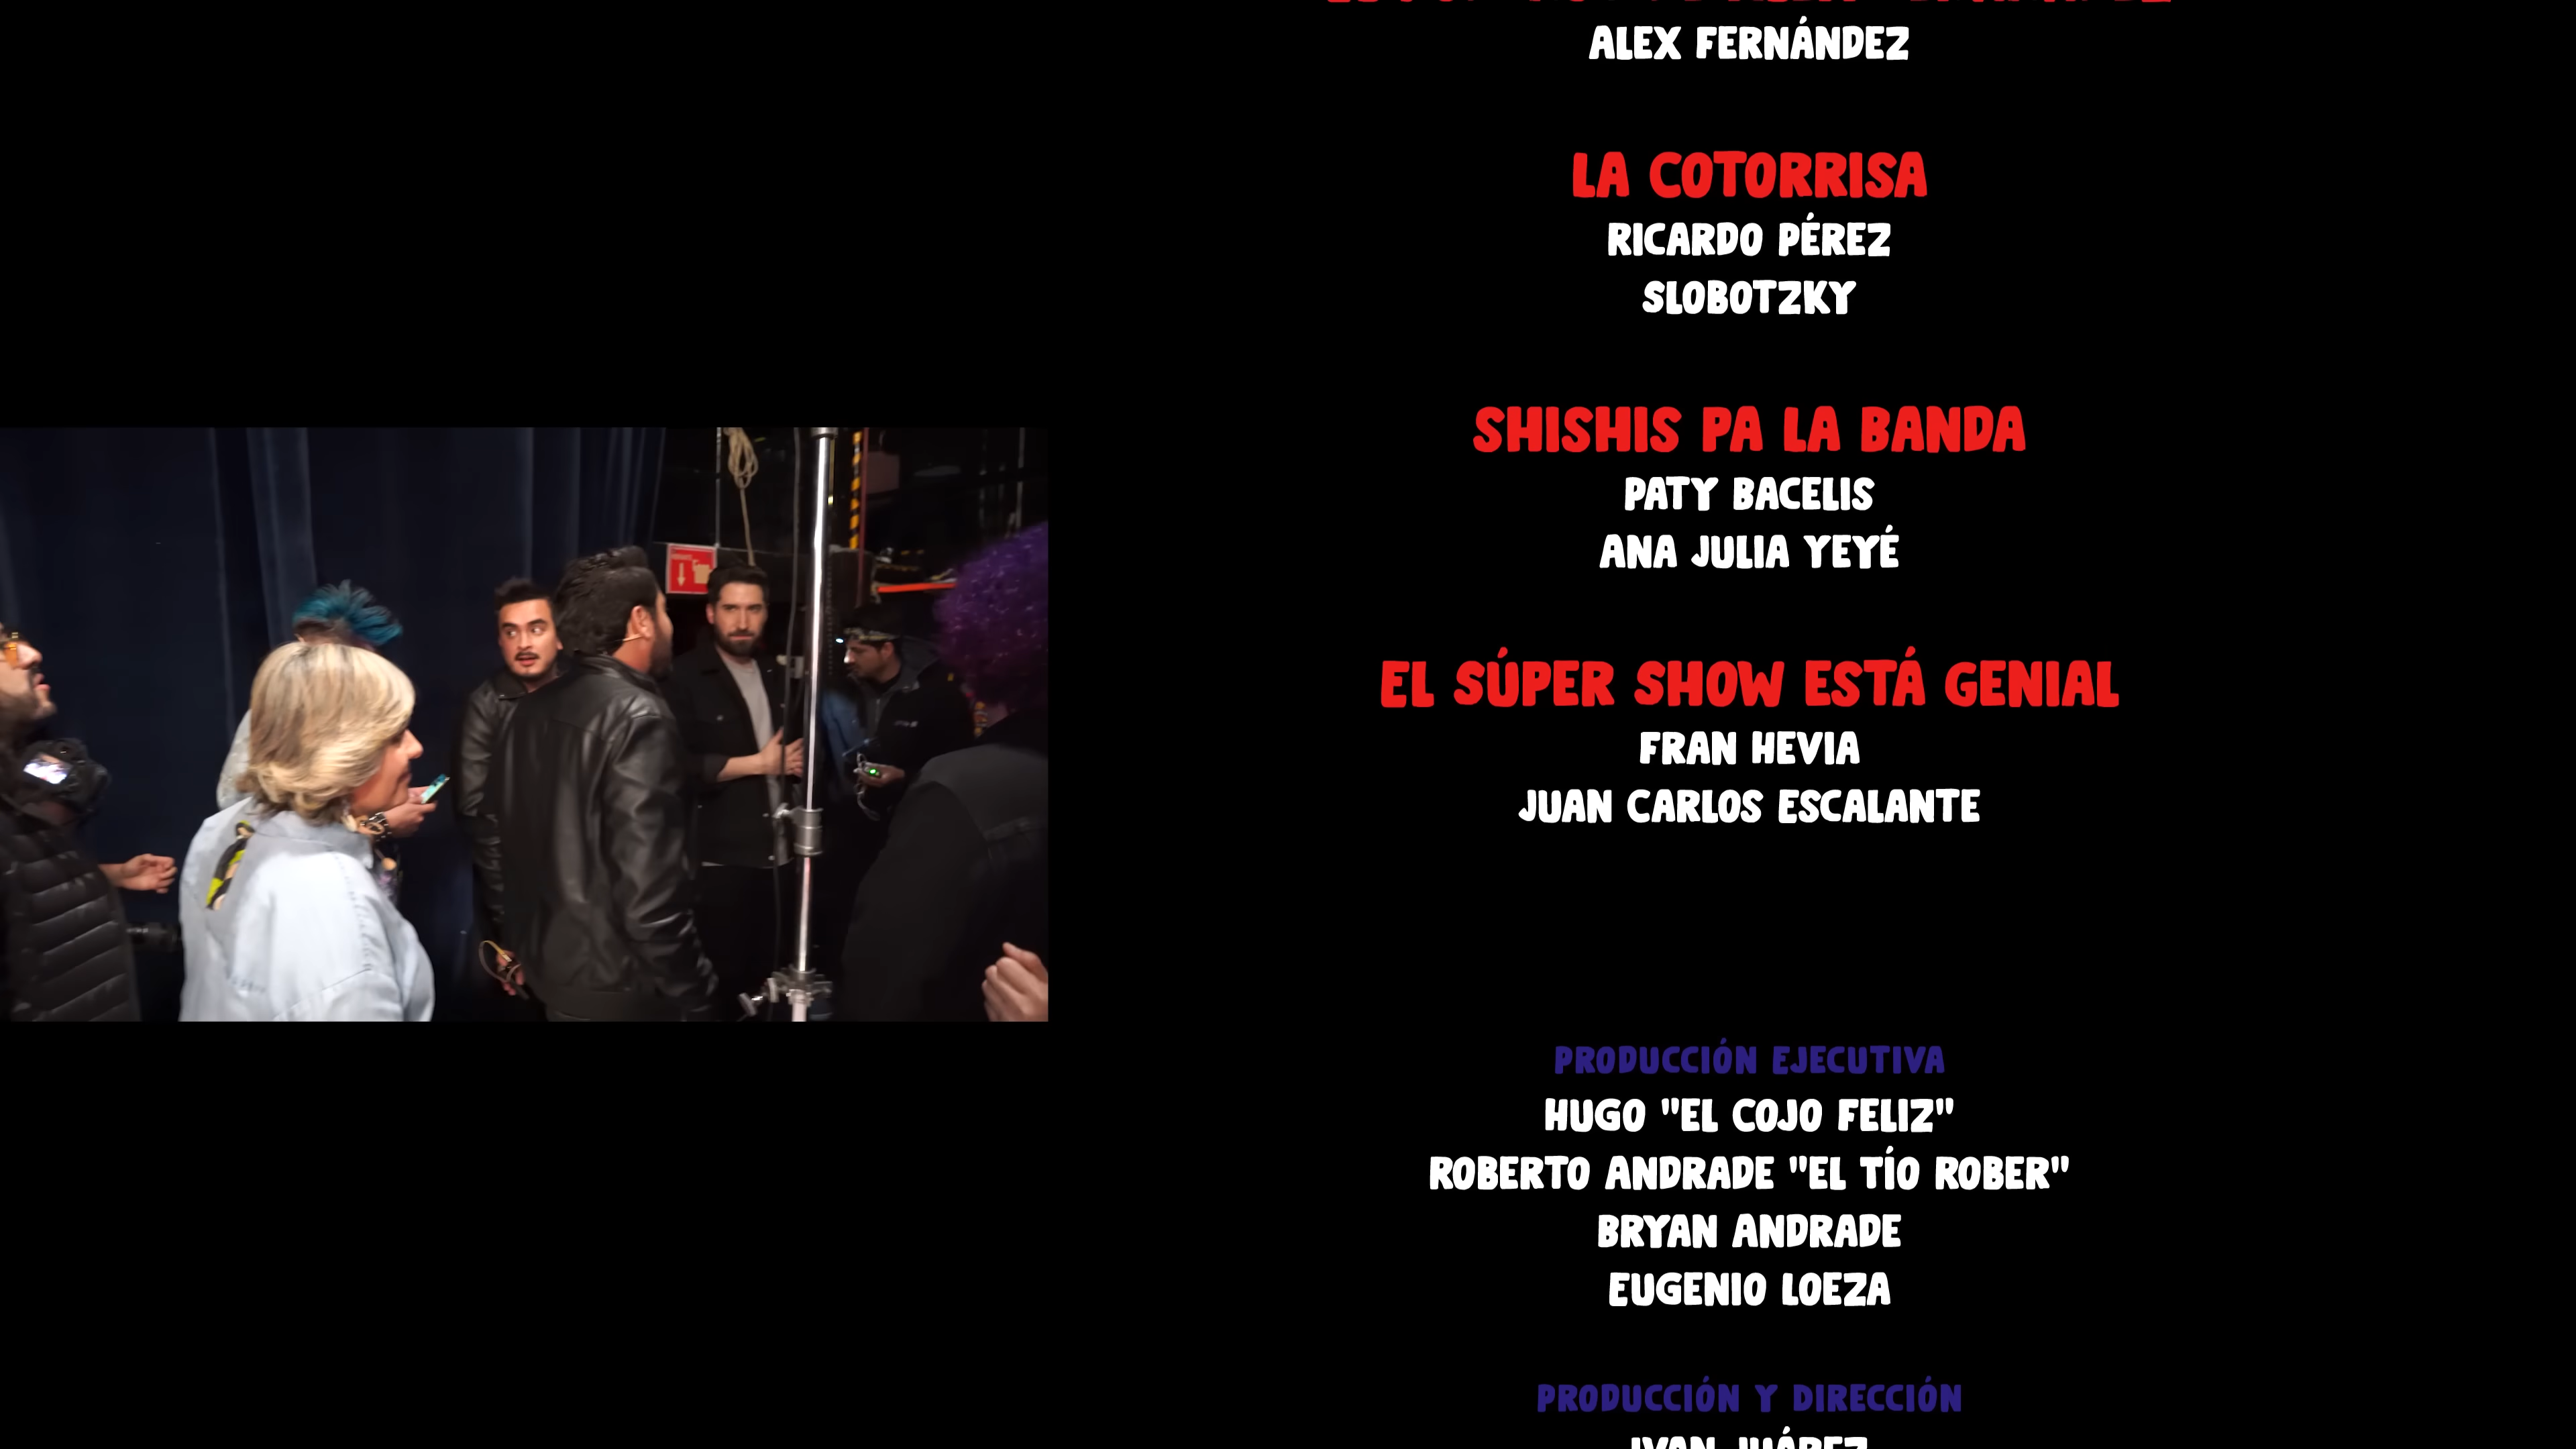 ALEX FERNÁNDEZ
LA COTORRISA
RICARDO PÉREZ
SLOBOTZKY
SHISHIS PA LA BANDA
PATY BACELIS
ANA JULIA YEYÉ
EL SÚPER SHOW ESTÁ GENIAL
FRAN HEVIA
JUAN CARLOS ESCALANTE
PRODUCCIÓN EJECUTIVA
HUGO "EL COJO FELIZ"
ROBERTO ANDRADE "EL TÍO ROBER"
BRYAN ANDRADE
EUGENIO LOEZA
PRODUCCIÓN Y DIRECCIÓN
IVAN JUÁREZ